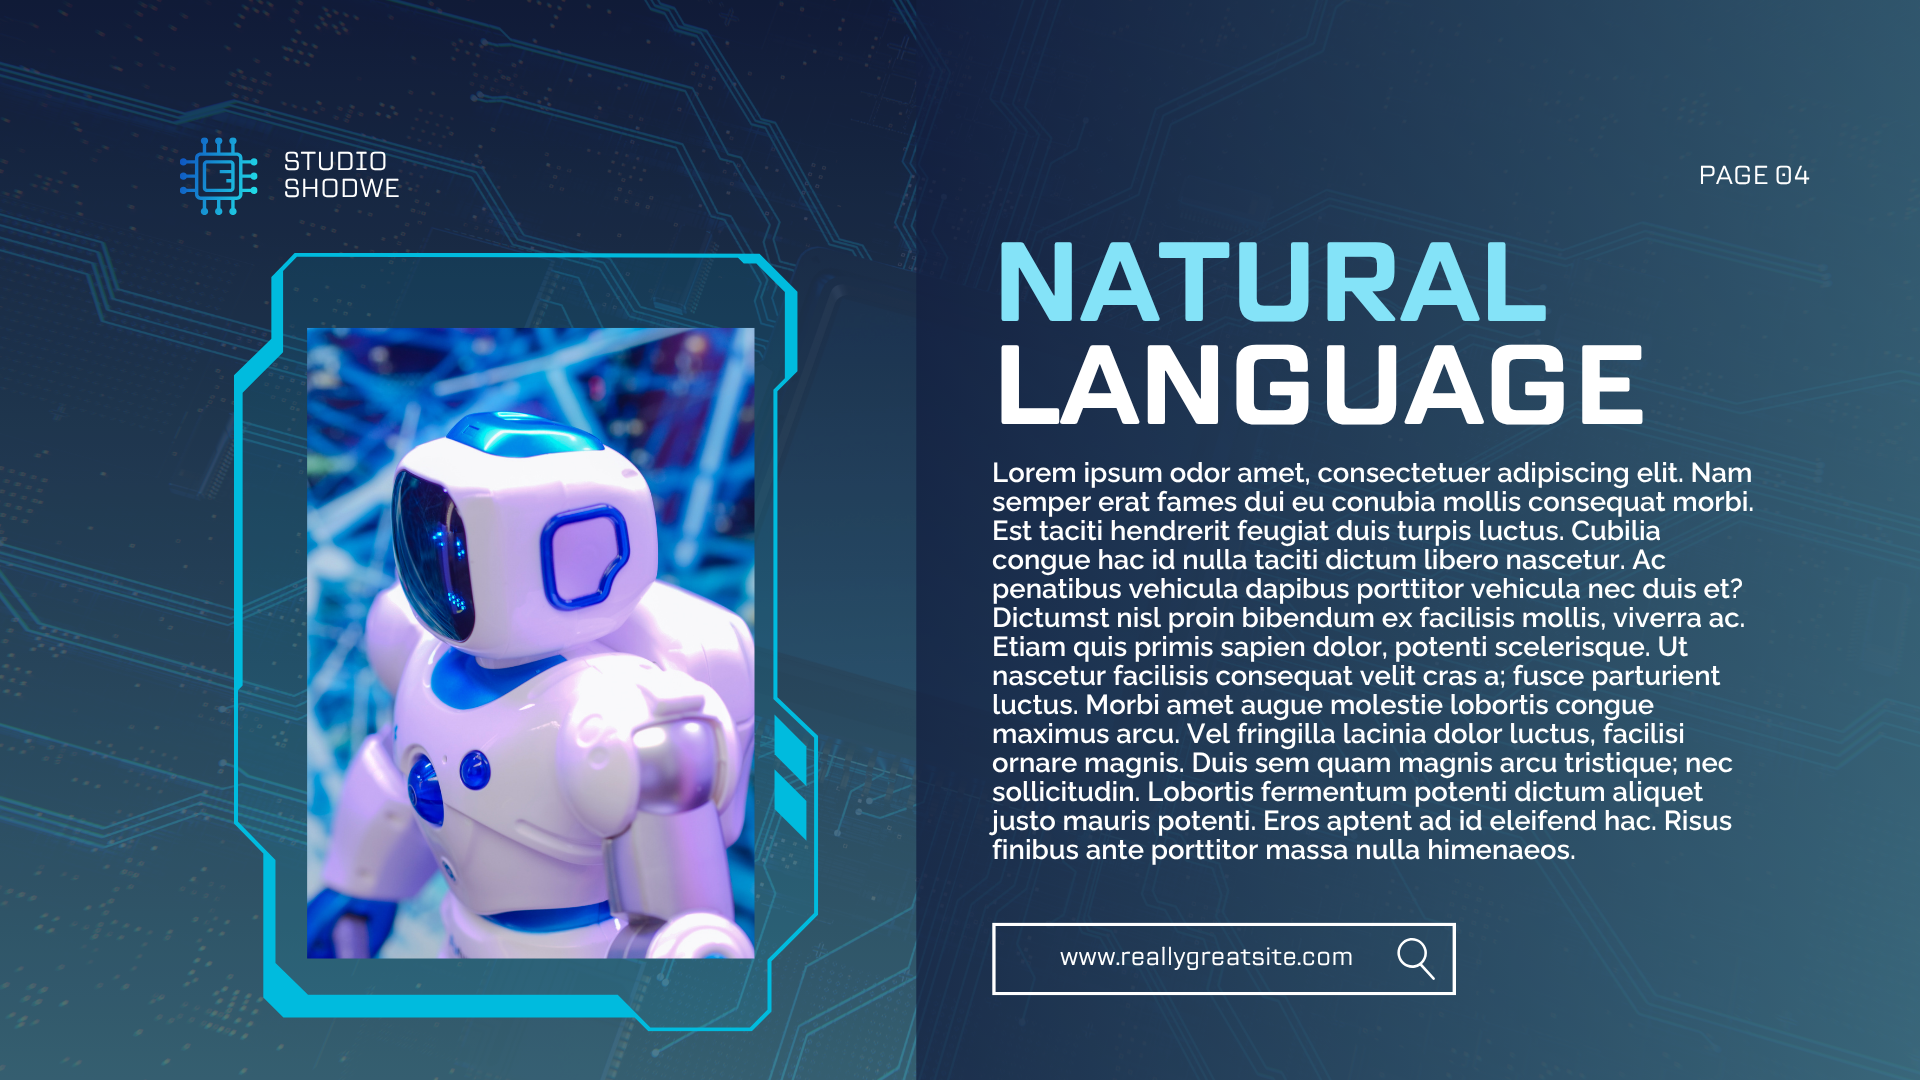 STUDIO
SHODWE
PAGE 04
NATURAL
LANGUAGE
Lorem ipsum odor amet, consectetuer adipiscing elit. Nam
semper erat fames dui eu conubia mollis consequat morbi.
Est taciti hendrerit feugiat duis turpis luctus. Cubilia
congue hac id nulla taciti dictum libero nascetur. Ac
penatibus vehicula dapibus porttitor vehicula nec duis et?
Dictumst nisl proin bibendum ex facilisis mollis, viverra ac.
Etiam quis primis sapien dolor, potenti scelerisque. Ut
nascetur facilisis consequat velit cras a; fusce parturient
luctus. Morbi amet augue molestie lobortis congue
maximus arcu. Vel fringilla lacinia dolor luctus, facilisi
ornare magnis. Duis sem quam magnis arcu tristique; nec
sollicitudin. Lobortis fermentum potenti dictum aliquet
justo mauris potenti. Eros aptent ad id eleifend hac. Risus
finibus ante porttitor massa nulla himenaeos.
www.reallygreatsite.com